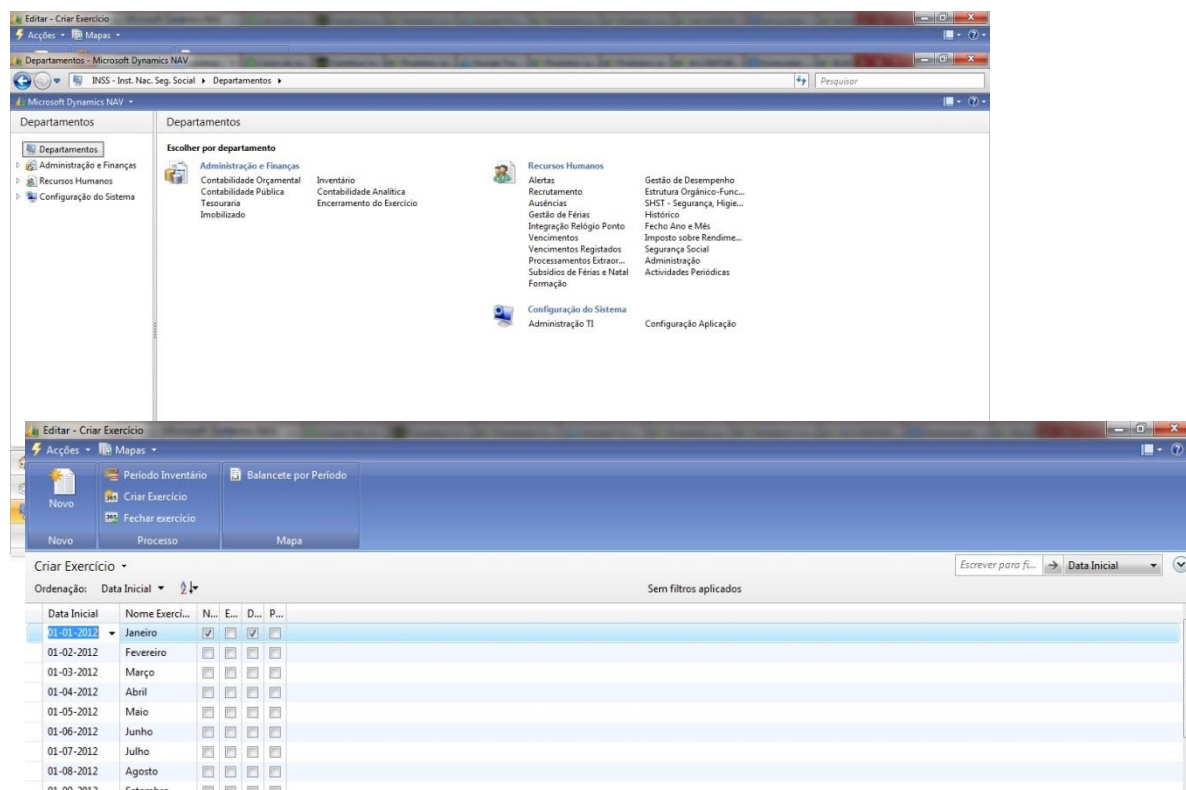 Editar - Criar Exercício
Acções Mapas
Departamentos - Microsoft Dynamics NAV
INSS - Inst. Nac. Seg. Social Departamentos
Pesquisar
Microsoft Dynamics NAV
Departamentos
Departamentos
Administração e Finanças
Recursos Humanos
Configuração do Sistema
Departamentos
Escolher por departamento
Administração e Finanças
Contabilidade Orçamental Inventário
Contabilidade Pública Contabilidade Analítica
Tesouraria Encerramento do Exercício
Imobilizado
Recursos Humanos
Alertas Gestão de Desempenho
Recrutamento Estrutura Orgânico-Func...
Ausências SHST - Segurança, Higie...
Gestão de Férias Histórico
Integração Relógio Ponto Fecho Ano e Mês
Vencimentos Imposto sobre Rendime...
Vencimentos Registados Segurança Social
Processamentos Extraor... Administração
Subsídios de Férias e Natal Actividades Periódicas
Formação
Configuração do Sistema
Administração TI Configuração Aplicação
Editar - Criar Exercício
Acções Mapas
Novo
Novo
Período Inventário
Criar Exercício
Fechar exercício
Processo
Balancete por Período
Mapa
Criar Exercício
Escrever para fi... Data Inicial
Ordenação: Data Inicial
Sem filtros aplicados
Data Inicial Nome Exercí... N... E... D... P...
01-01-2012 Janeiro
01-02-2012 Fevereiro
01-03-2012 Março
01-04-2012 Abril
01-05-2012 Maio
01-06-2012 Junho
01-07-2012 Julho
01-08-2012 Agosto
01-09-2012 Setembro